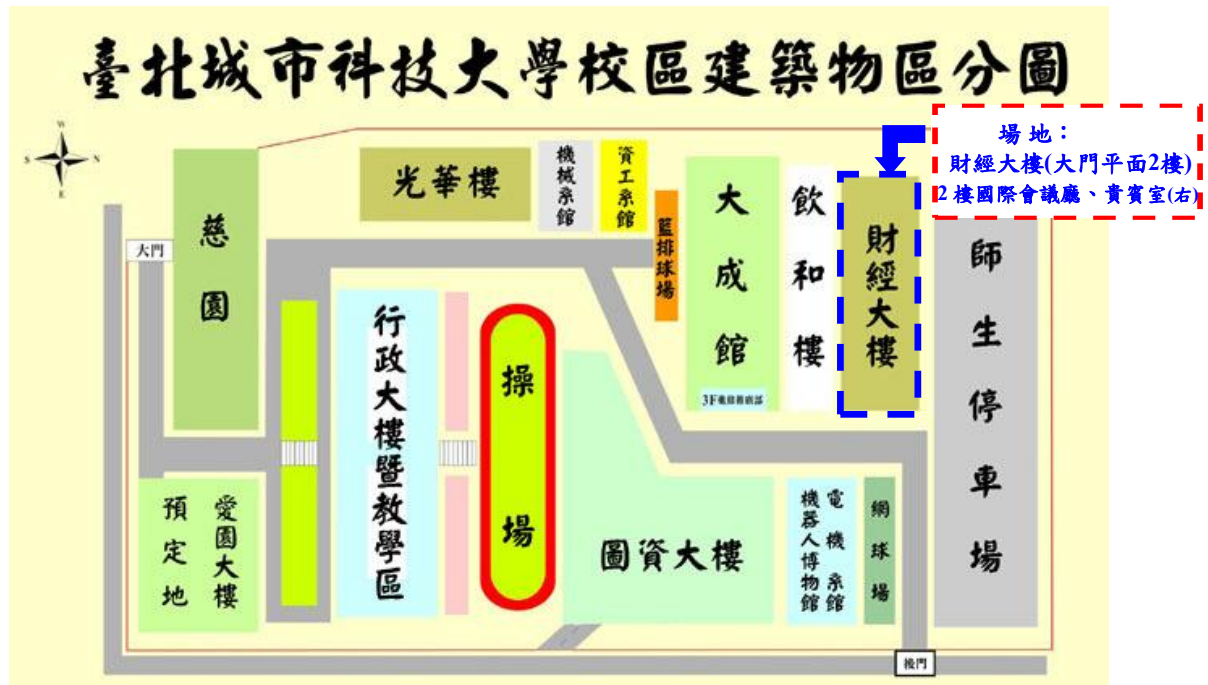 臺北城市科技大學校區建築物區分圖
場地：
財經大樓(大門平面2樓)
2樓國際會議廳、貴賓室(右)
W
S
N
E
大門
慈園
光華樓
機械系館
資工系館
籃排球場
大成館
飲和樓
財經大樓
師生停車場
行政大樓暨教學區
操場
愛園大樓
預定地
圖資大樓
電機系館
機器人博物館
網球場
後門